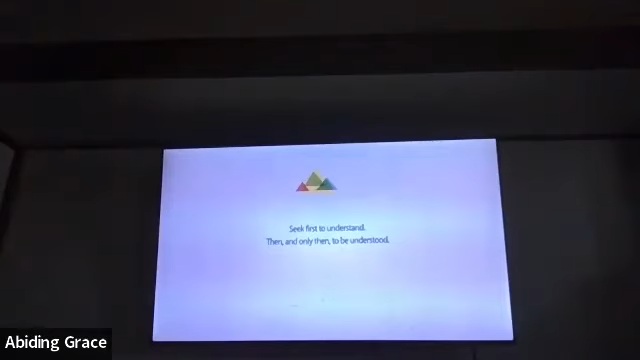 Seek first to understand.
Then, and only then, to be understood.
Abiding Grace